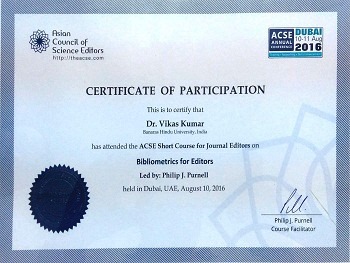 Asian
Council of
Science Editors
http://theacse.com
ACSE
ANNUAL
CONFERENCE
DUBAI
10-11 Aug
2016
CERTIFICATE OF PARTICIPATION
This is to certify that
Dr. Vikas Kumar
Banaras Hindu University, India
has attended the ACSE Short Course for Journal Editors on
Bibliometrics for Editors
Led by: Philip J. Purnell
held in Dubai, UAE, August 10, 2016
Philip J. Purnell
Course Facilitator